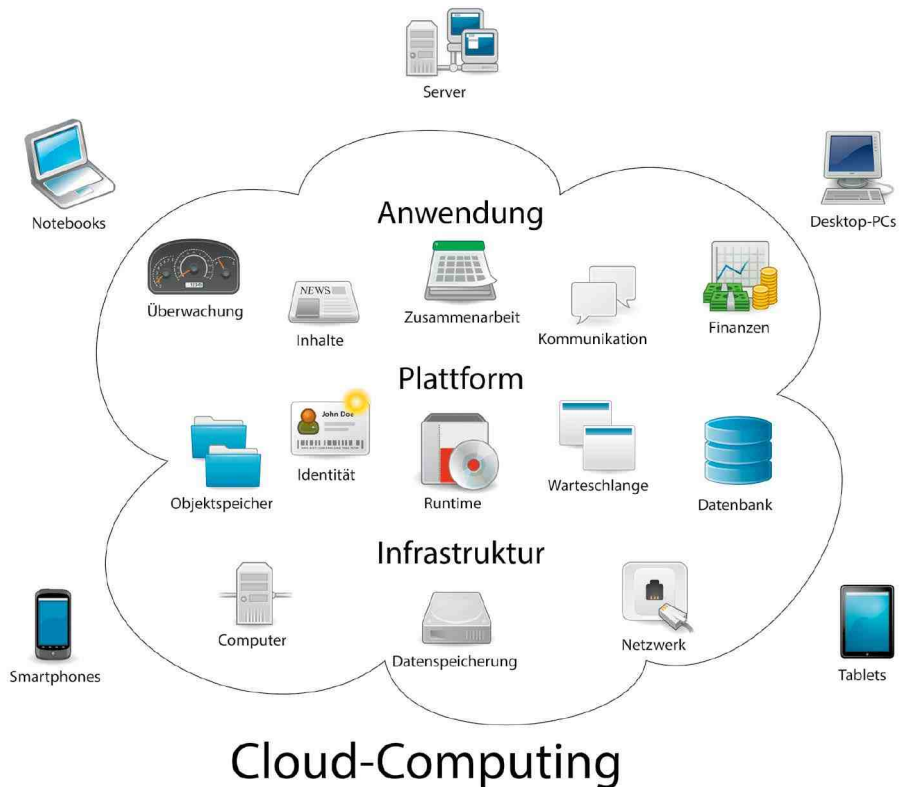 Server
Notebooks
Desktop-PCs
Anwendung
Überwachung
NEWS
Inhalte
Zusammenarbeit
Kommunikation
Finanzen
Plattform
John Doe
Objektspeicher
Identität
Runtime
Warteschlange
Datenbank
Infrastruktur
Computer
Datenspeicherung
Netzwerk
Smartphones
Tablets
Cloud-Computing